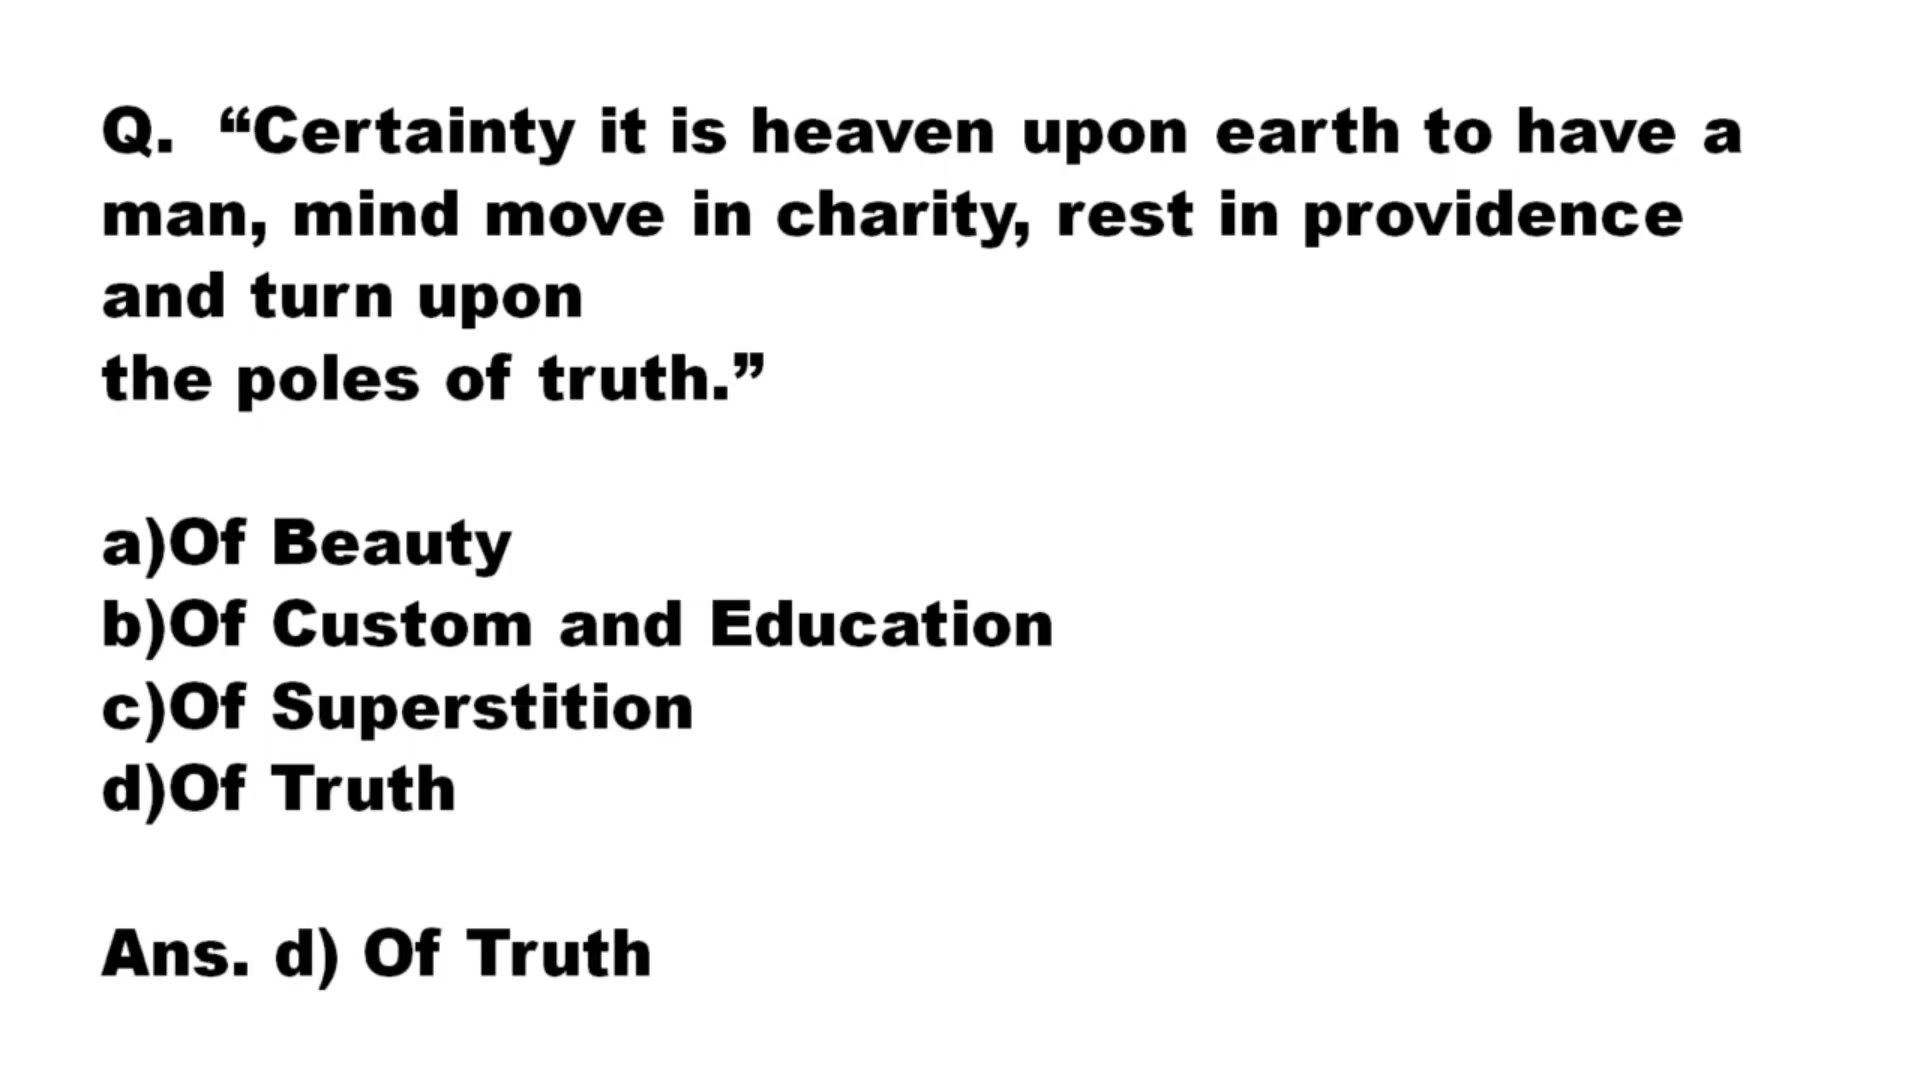 Q.  “Certainty it is heaven upon earth to have a
man, mind move in charity, rest in providence
and turn upon
the poles of truth.”
a)Of Beauty
b)Of Custom and Education
c)Of Superstition
d)Of Truth
Ans. d) Of Truth